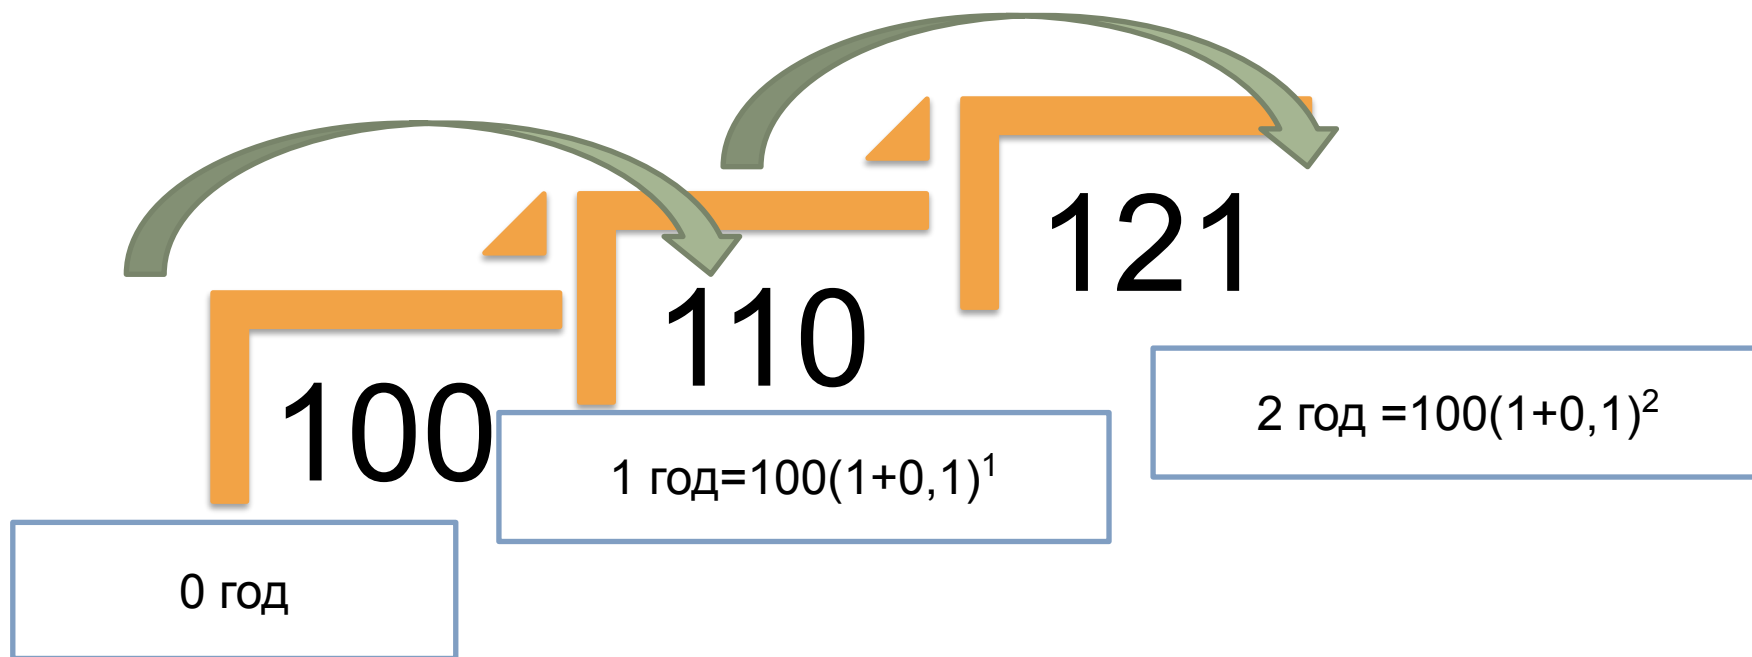 100
0 год
110
1 год=100(1+0,1)¹
121
2 год =100(1+0,1)²